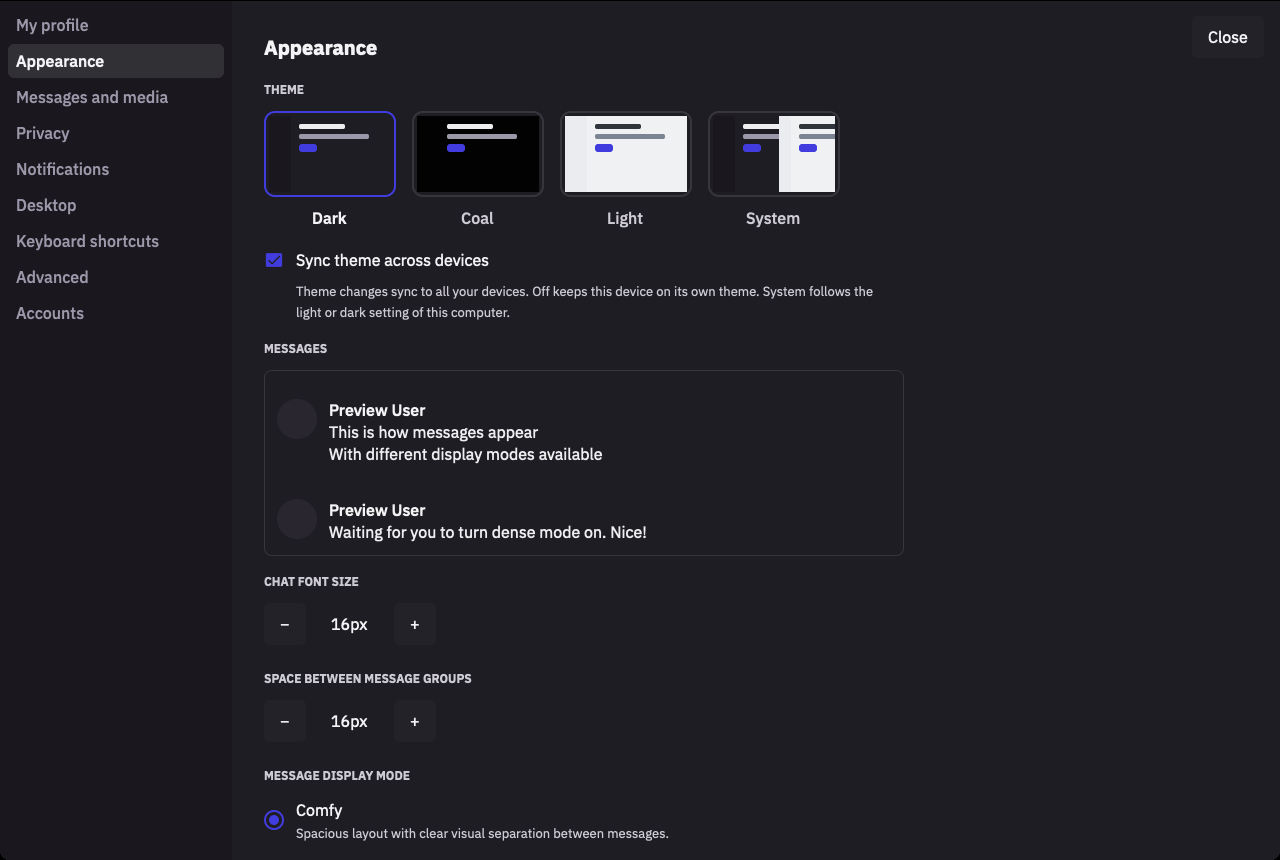 My profile
Appearance
Messages and media
Privacy
Notifications
Desktop
Keyboard shortcuts
Advanced
Accounts
Close
Appearance
THEME
Dark
Coal
Light
System
Sync theme across devices
Theme changes sync to all your devices. Off keeps this device on its own theme. System follows the
light or dark setting of this computer.
MESSAGES
Preview User
This is how messages appear
With different display modes available
Preview User
Waiting for you to turn dense mode on. Nice!
CHAT FONT SIZE
− 16px +
SPACE BETWEEN MESSAGE GROUPS
− 16px +
MESSAGE DISPLAY MODE
Comfy
Spacious layout with clear visual separation between messages.